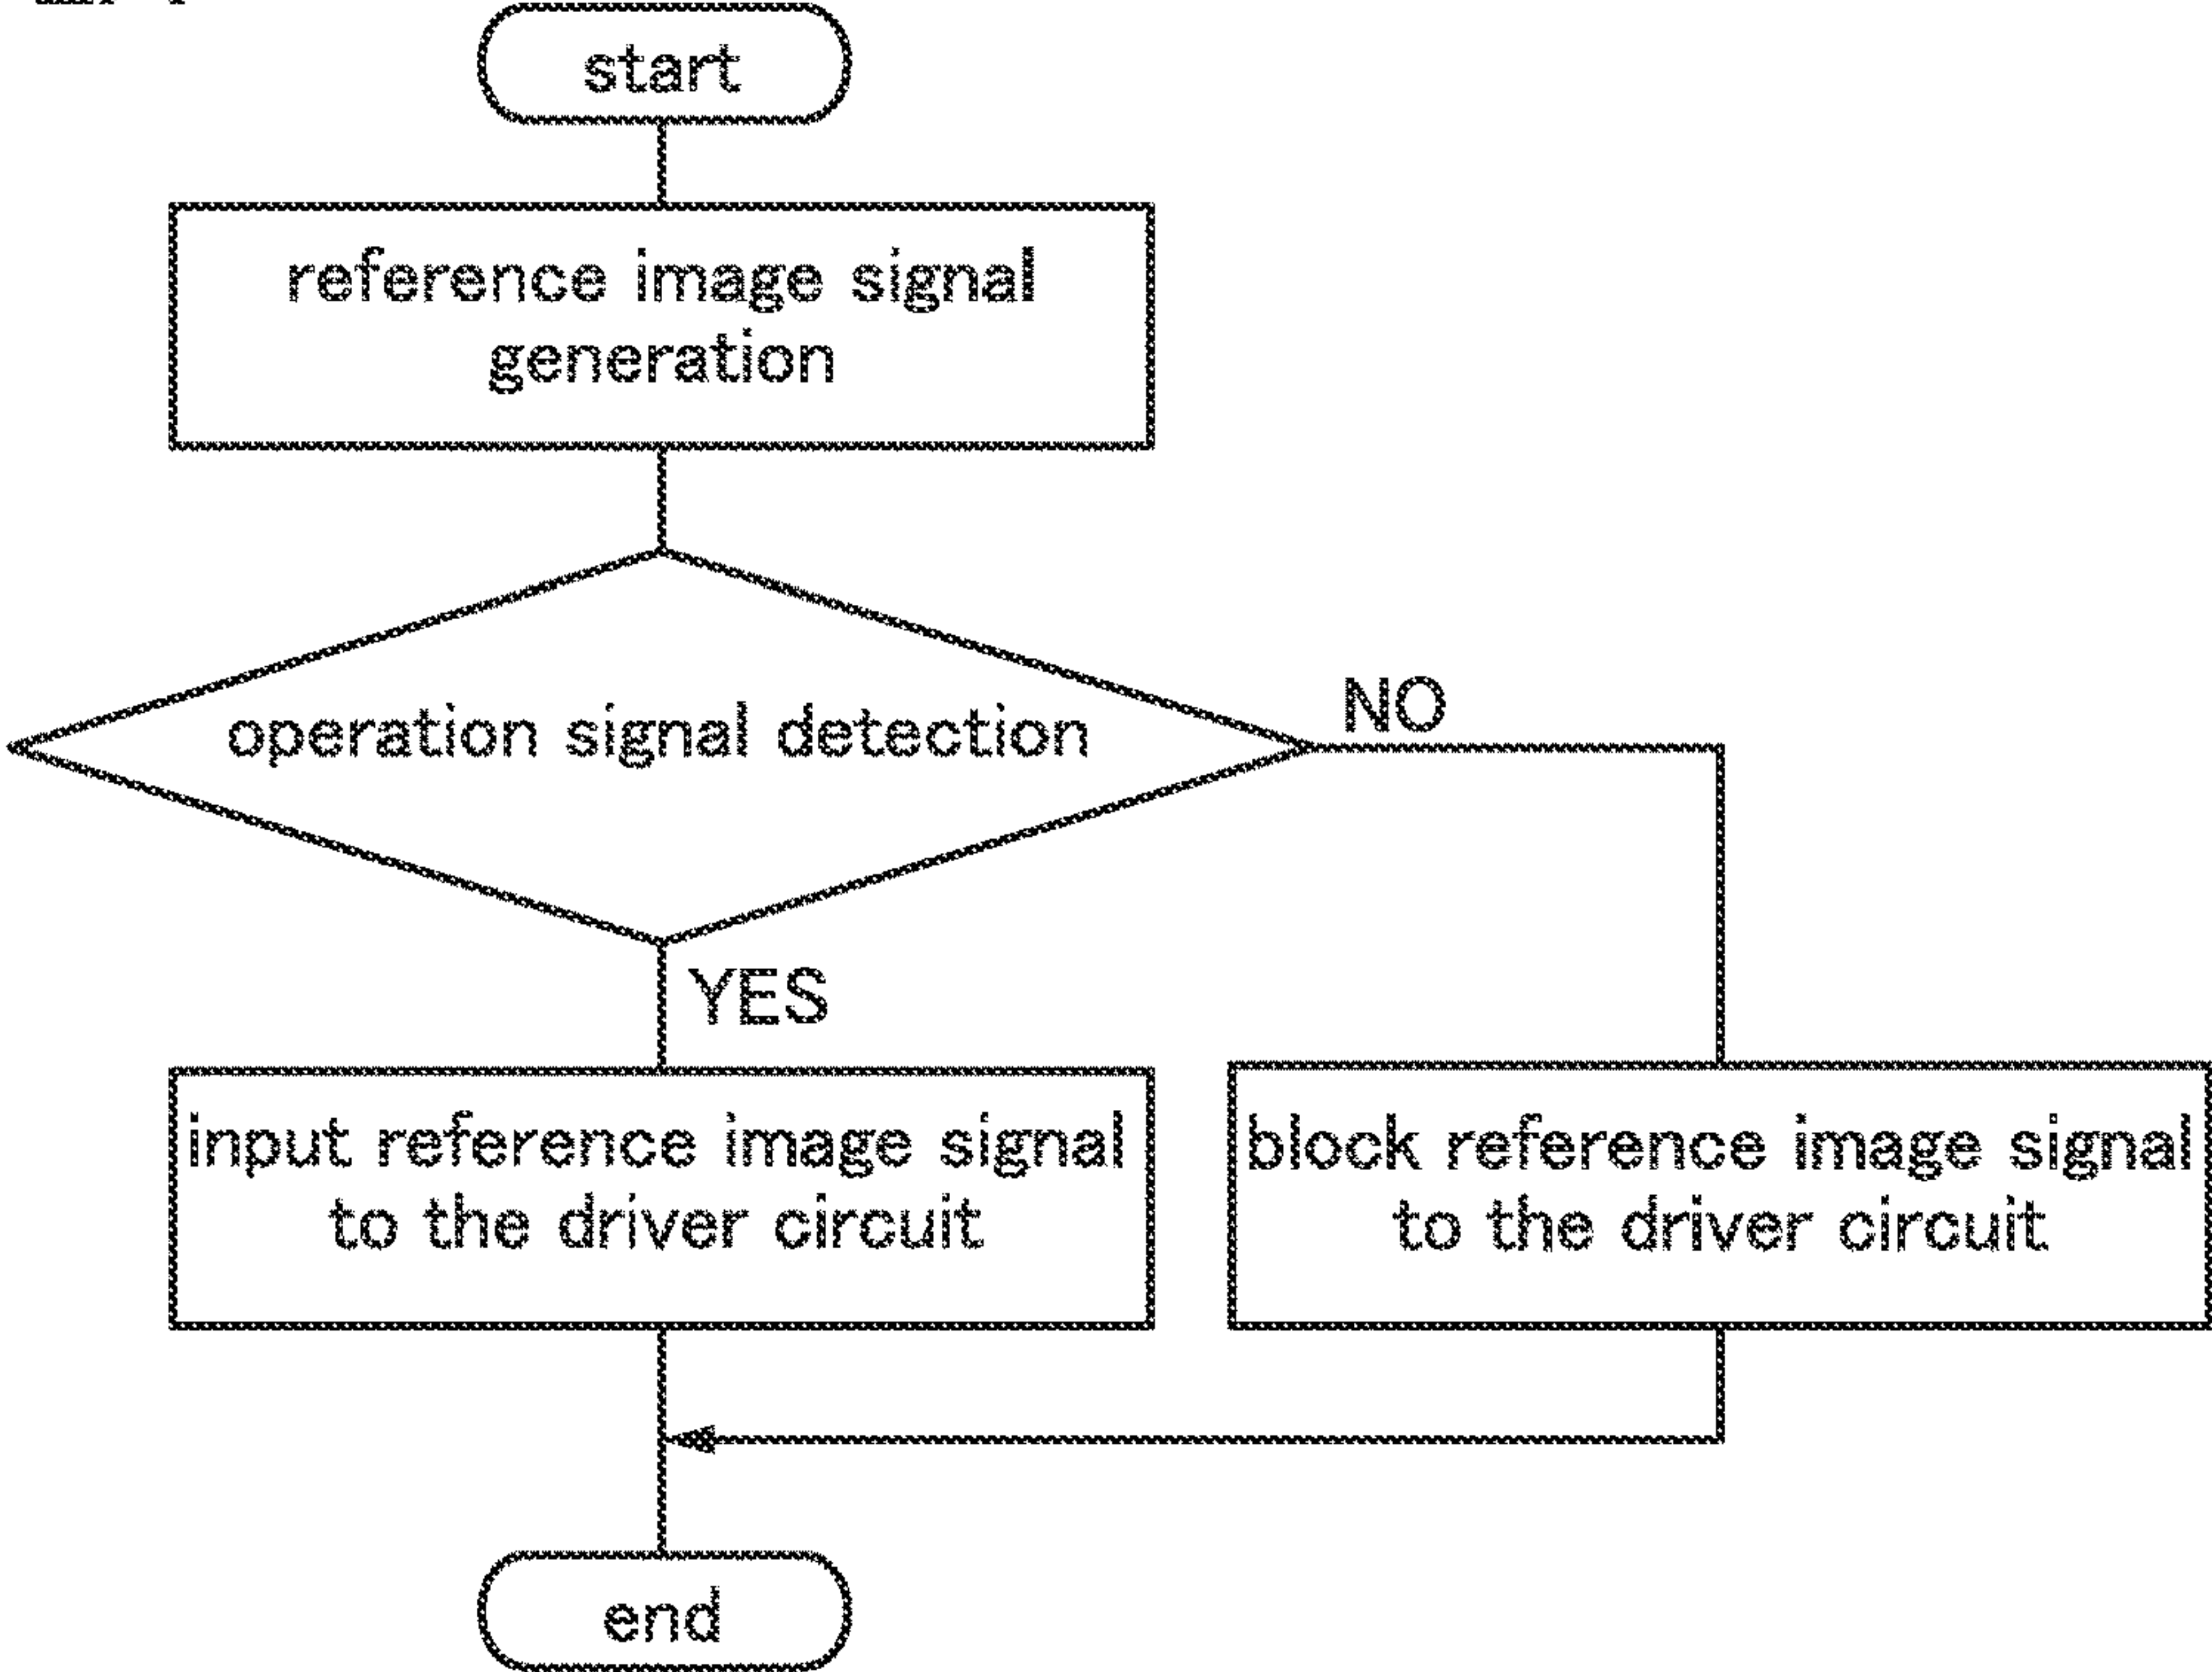 start
reference image signal
generation
operation signal detection
NO
YES
input reference image signal
to the driver circuit
block reference image signal
to the driver circuit
end